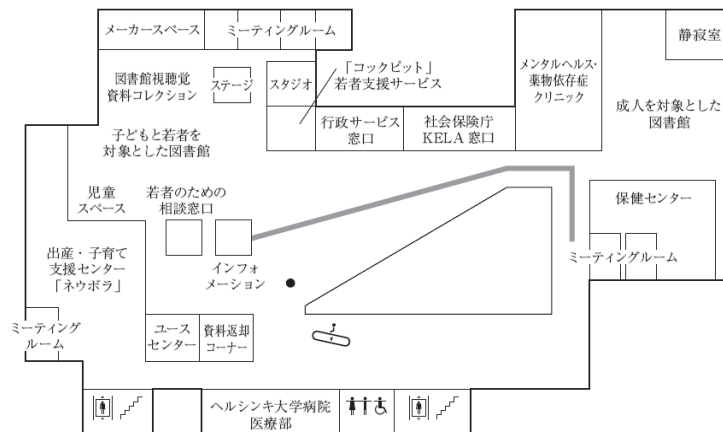 メーカースペース
ミーティングルーム
静寂室
図書館視聴覚
資料コレクション
ステージ
スタジオ
「コックピット」
若者支援サービス
メンタルヘルス・
薬物依存症
クリニック
成人を対象とした
図書館
子どもと若者を
対象とした図書館
行政サービス
窓口
社会保険庁
KELA 窓口
児童
スペース
若者のための
相談窓口
保健センター
出産・子育て
支援センター
「ネウボラ」
インフォ
メーション
ミーティングルーム
ミーティング
ルーム
ユース
センター
資料返却
コーナー
ヘルシンキ大学病院
医療部